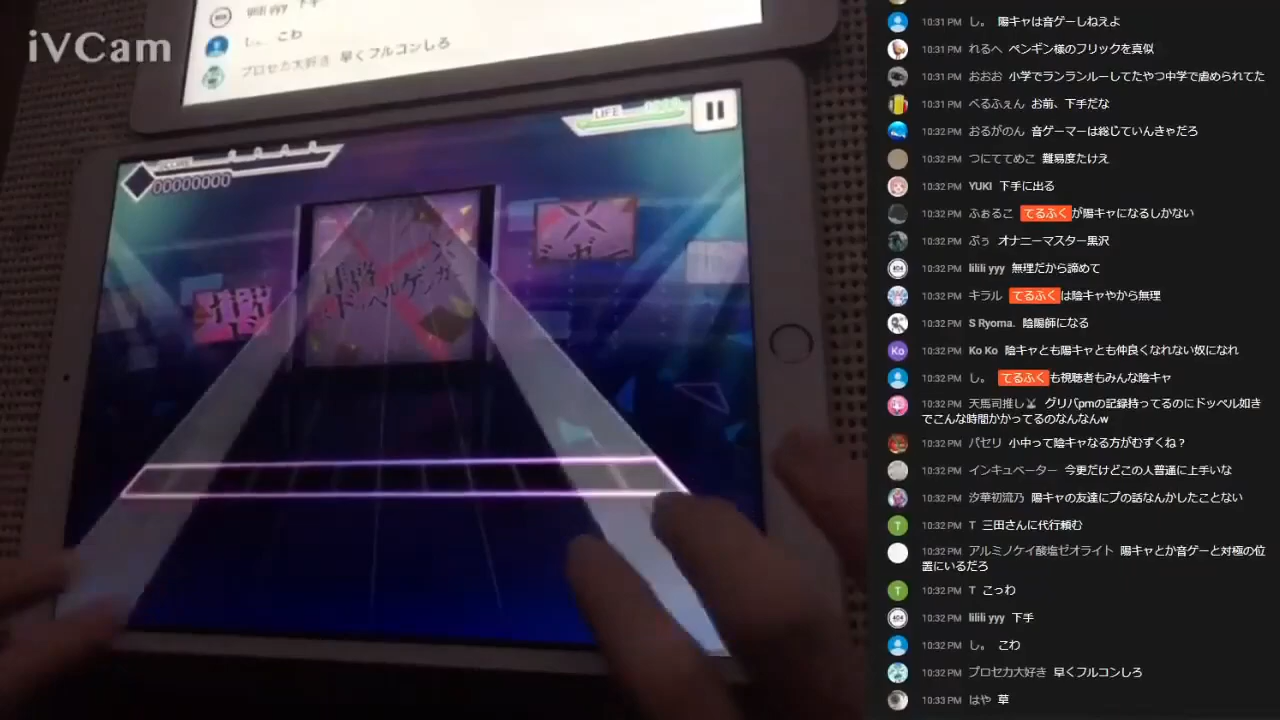 iVCam
lilili yyy 下手
し。 こわ
プロセカ大好き 早くフルコンしろ
LIFE
SCORE
00000000
ドッペルゲンガー
10:31 PM し。 陽キャは音ゲーしねえよ
10:31 PM れるへ ペンギン様のフリックを真似
10:31 PM おおお 小学でランランルーしてたやつ中学で虐められてた
10:31 PM べるふぇん お前、下手だな
10:32 PM おるがのん 音ゲーマーは総じていんきゃだろ
10:32 PM つにててめこ 難易度たけえ
10:32 PM YUKI 下手に出る
10:32 PM ふぉるこ てるふくが陽キャになるしかない
10:32 PM ぷぅ オナニーマスター黒沢
10:32 PM lilili yyy 無理だから諦めて
10:32 PM キラル てるふくは陰キャやから無理
10:32 PM S Ryoma. 陰陽師になる
Ko 10:32 PM Ko Ko 陰キャとも陽キャとも仲良くなれない奴になれ
10:32 PM し。 てるふくも視聴者もみんな陰キャ
10:32 PM 天馬司推し グリパpmの記録持ってるのにドッペル如き
でこんな時間かかってるのなんなんw
10:32 PM パセリ 小中って陰キャなる方がむずくね？
10:32 PM インキュベーター 今更だけどこの人普通に上手いな
10:32 PM 汐華初流乃 陽キャの友達にプの話なんかしたことない
T 10:32 PM T 三田さんに代行頼む
10:32 PM アルミノケイ酸塩ゼオライト 陽キャとか音ゲーと対極の位
置にいるだろ
T 10:32 PM T こっわ
10:32 PM lilili yyy 下手
10:32 PM し。 こわ
10:32 PM プロセカ大好き 早くフルコンしろ
10:33 PM はや 草